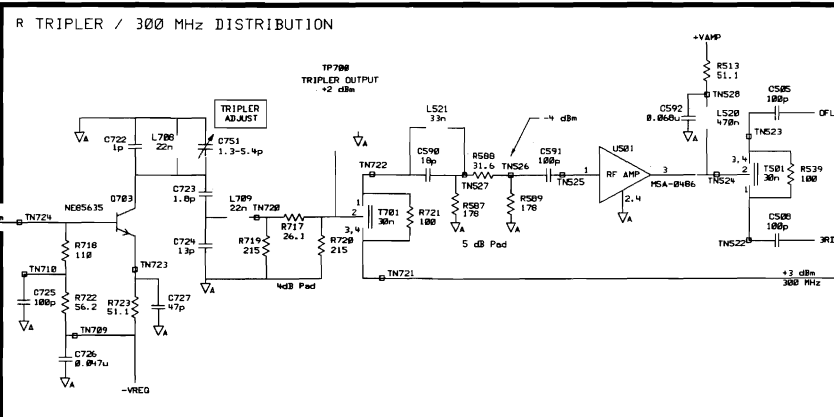 R TRIPLER / 300 MHz DISTRIBUTION
TP700
TRIPLER OUTPUT
+2 dBm
TRIPLER
ADJUST
C722
1p
L708
22n
C751
1.3-5.4p
C723
1.8p
Q703
NE85635
TN724
L709
22n
TN720
C724
13p
R719
215
R717
26.1
R720
215
4dB Pad
R718
110
TN710
TN723
C725
100p
R722
56.2
R723
51.1
C727
47p
TN709
C726
0.047u
-VREG
TN722
T701
30n
1
2
3,4
R721
100
TN721
L521
33n
C590
18p
TN527
R588
31.6
TN526
R587
178
R589
178
5 dB Pad
-4 dBm
C591
100p
TN525
1
U501
RF AMP
3
MSA-0486
2,4
+VAMP
R513
51.1
TN528
C592
0.068u
L520
470n
TN524
C505
100p
TN523
3,4
2
1
T501
30n
R539
100
C508
100p
TN522
+3 dBm
300 MHz
A
A
A
A
A
A
A
A
A
A
A
A